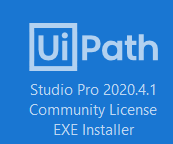 UiPath
Studio Pro 2020.4.1
Community License
EXE Installer